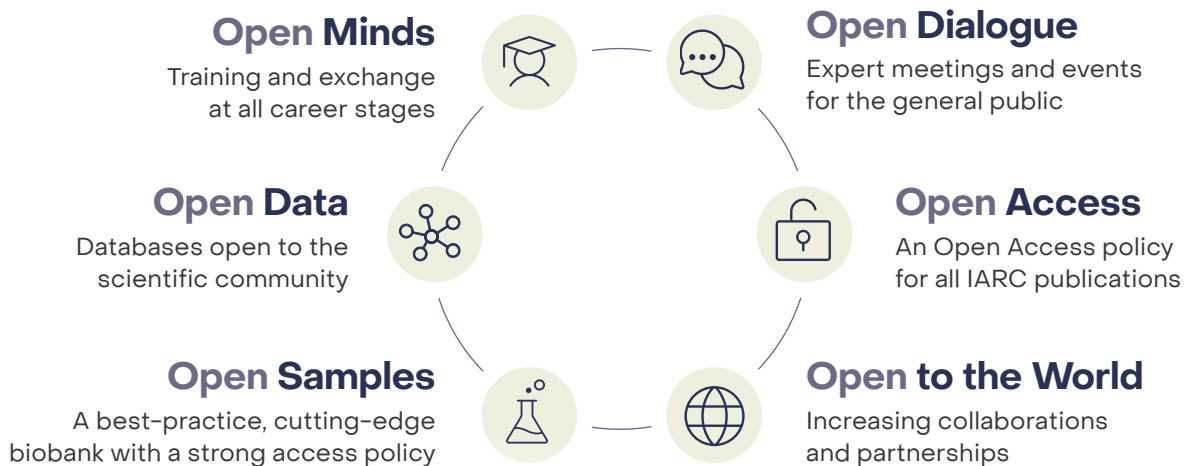 Open Minds
Training and exchange
at all career stages
Open Dialogue
Expert meetings and events
for the general public
Open Data
Databases open to the
scientific community
Open Access
An Open Access policy
for all IARC publications
Open Samples
A best-practice, cutting-edge
biobank with a strong access policy
Open to the World
Increasing collaborations
and partnerships